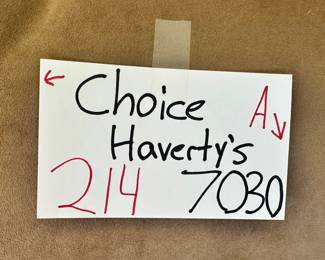 ← Choice A↘
Haverty's
214 7030